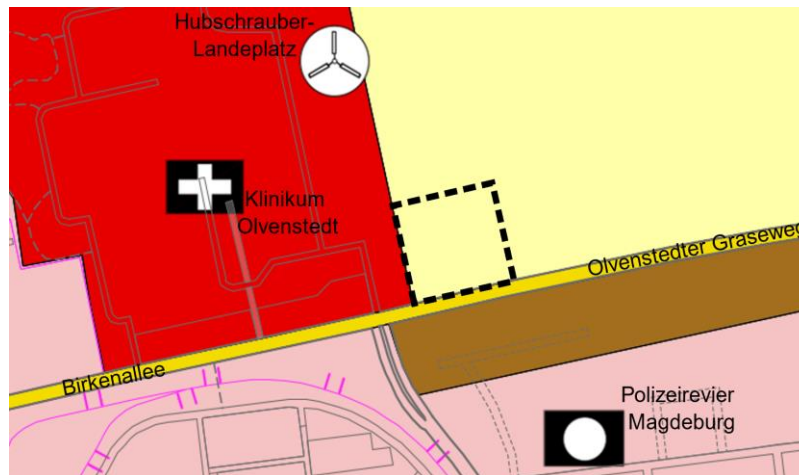 Hubschrauber-
Landeplatz
Klinikum
Olvenstedt
Olvenstedter Graseweg
Birkenallee
Polizeirevier
Magdeburg